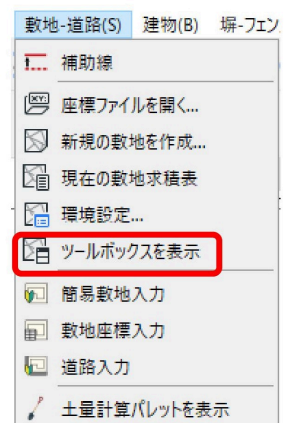 敷地-道路(S) 建物(B) 塀-フェン
補助線
XY: 座標ファイルを開く...
新規の敷地を作成...
現在の敷地求積表
環境設定...
ツールボックスを表示
簡易敷地入力
敷地座標入力
道路入力
土量計算パレットを表示